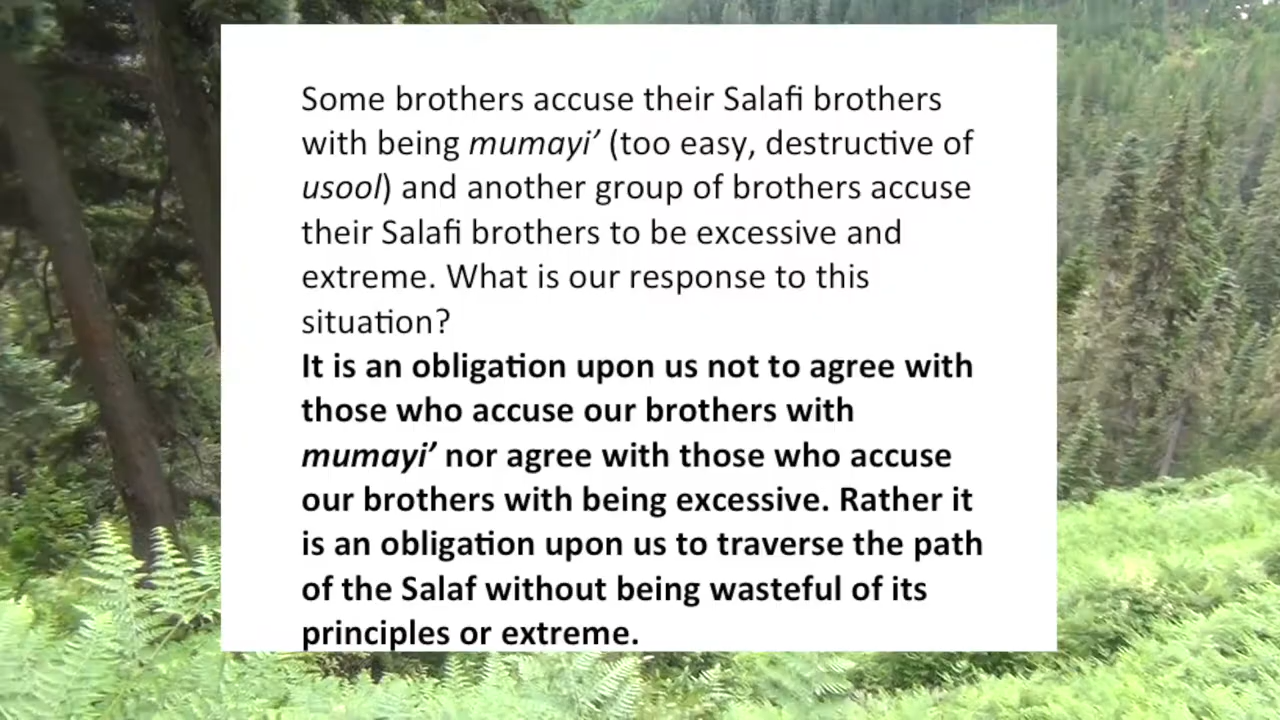 Some brothers accuse their Salafi brothers
with being mumayi’ (too easy, destructive of
usool) and another group of brothers accuse
their Salafi brothers to be excessive and
extreme. What is our response to this
situation?
It is an obligation upon us not to agree with
those who accuse our brothers with
mumayi’ nor agree with those who accuse
our brothers with being excessive. Rather it
is an obligation upon us to traverse the path
of the Salaf without being wasteful of its
principles or extreme.